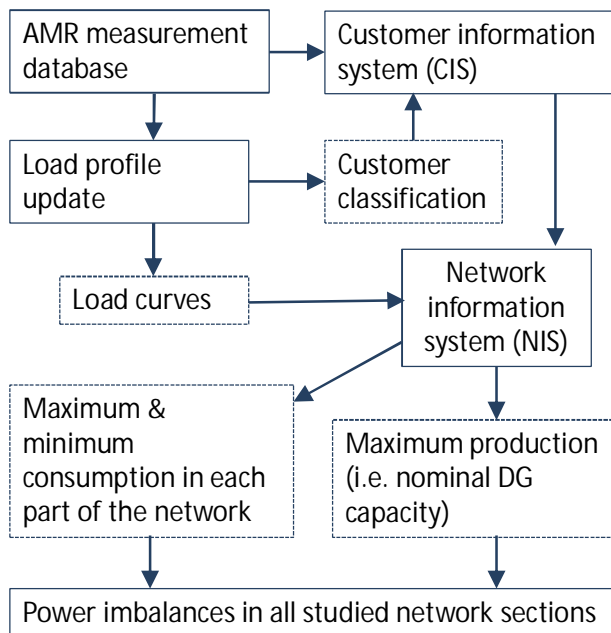 AMR measurement
database
Customer information
system (CIS)
Load profile
update
Customer
classification
Load curves
Network
information
system (NIS)
Maximum &
minimum
consumption in each
part of the network
Maximum production
(i.e. nominal DG
capacity)
Power imbalances in all studied network sections